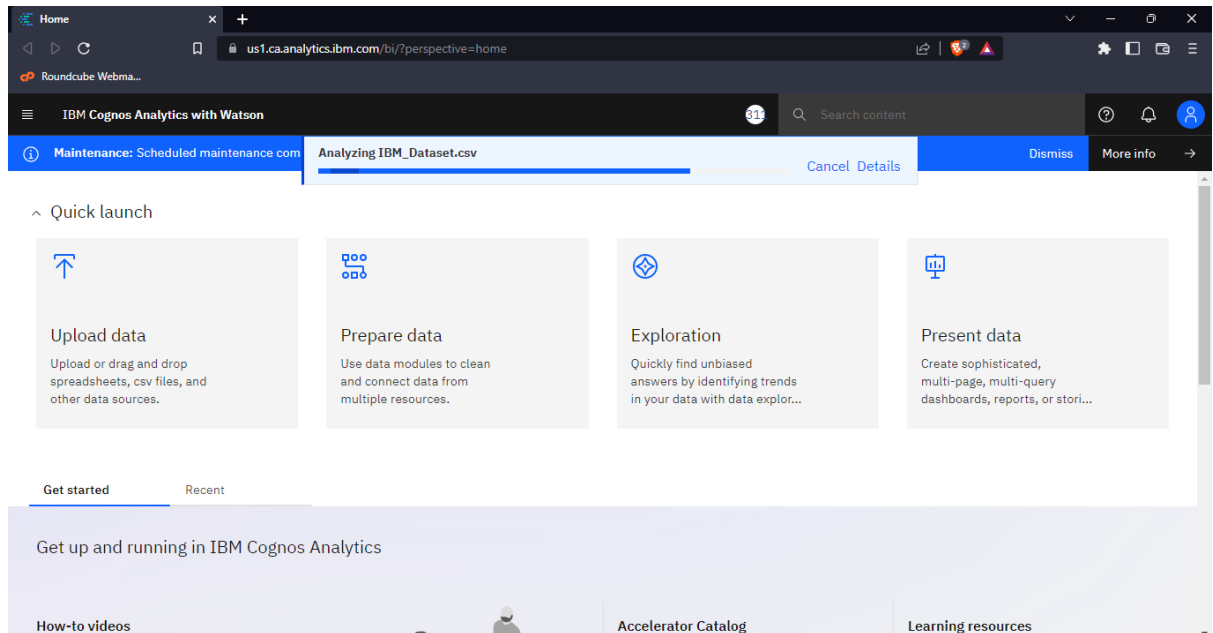 Home
us1.ca.analytics.ibm.com/bi/?perspective=home
2
cP Roundcube Webma...
IBM Cognos Analytics with Watson
311
Search content
Maintenance: Scheduled maintenance com
Analyzing IBM_Dataset.csv
Cancel Details
Dismiss
More info
Quick launch
Upload data
Upload or drag and drop
spreadsheets, csv files, and
other data sources.
Prepare data
Use data modules to clean
and connect data from
multiple resources.
Exploration
Quickly find unbiased
answers by identifying trends
in your data with data explor...
Present data
Create sophisticated,
multi-page, multi-query
dashboards, reports, or stori...
Get started Recent
Get up and running in IBM Cognos Analytics
How-to videos
Accelerator Catalog
Learning resources